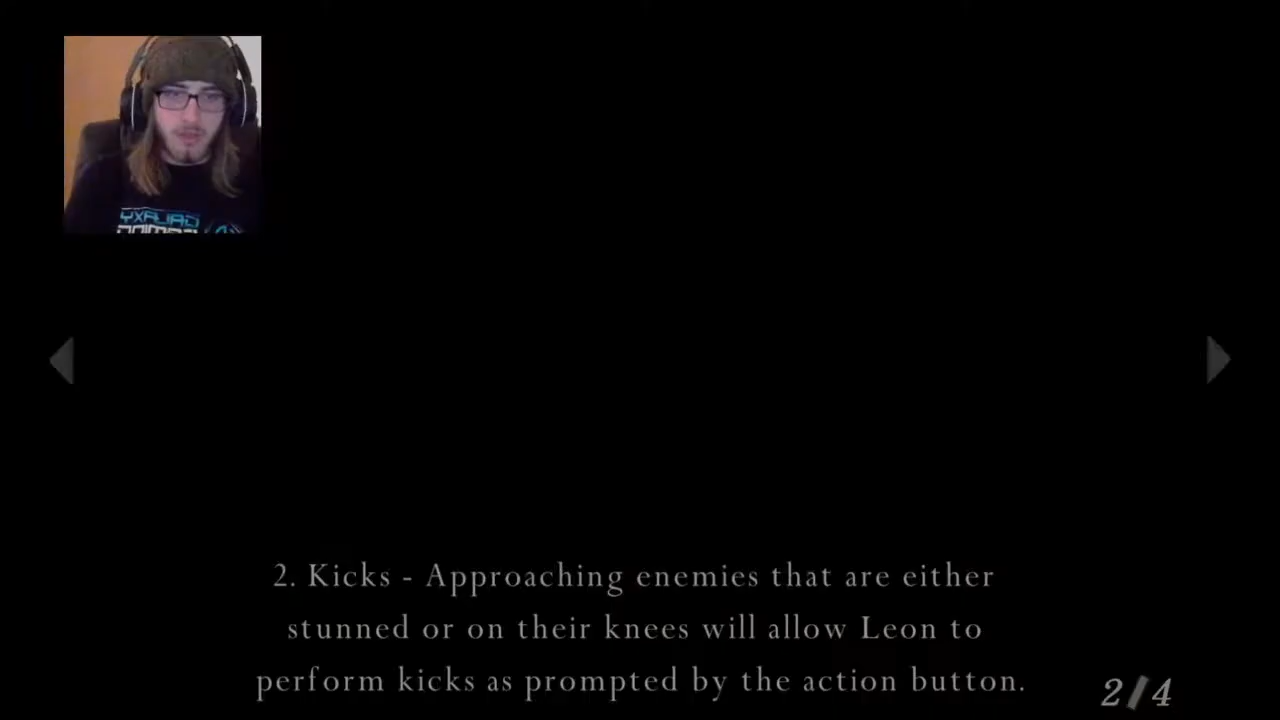 2. Kicks - Approaching enemies that are either
stunned or on their knees will allow Leon to
perform kicks as prompted by the action button.
2/4